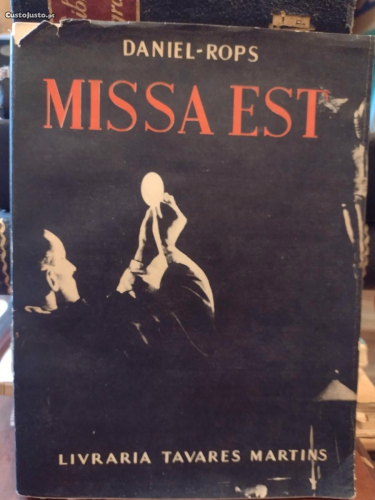 CustoJusto.pt
DANIEL-ROPS
MISSA EST
LIVRARIA TAVARES MARTINS